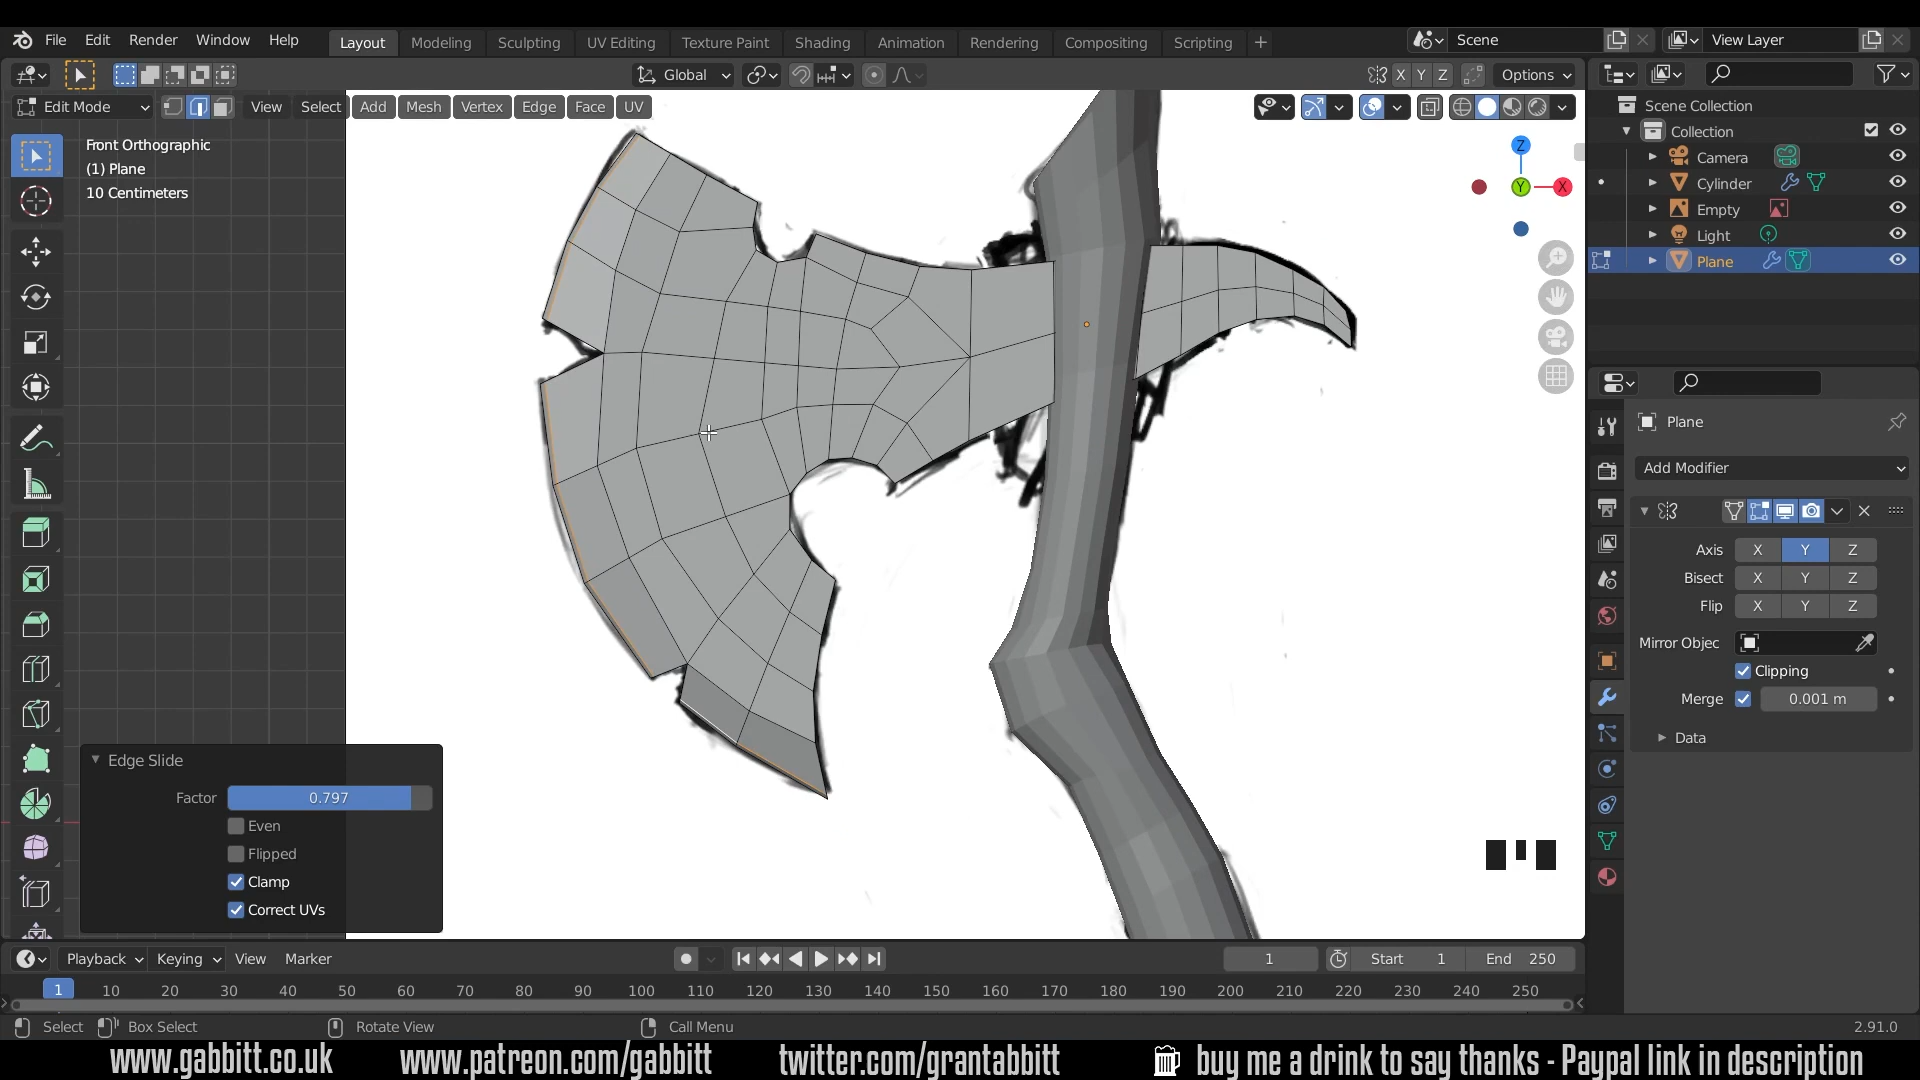 File Edit Render Window Help Layout Modeling Sculpting UV Editing Texture Paint Shading Animation Rendering Compositing Scripting + Scene View Layer
Global X Y Z Options
Edit Mode View Select Add Mesh Vertex Edge Face UV
Front Orthographic
(1) Plane
10 Centimeters
Z
Y
X
Scene Collection
Collection
Camera
Cylinder
Empty
Light
Plane
Plane
Add Modifier
Axis X Y Z
Bisect X Y Z
Flip X Y Z
Mirror Objec
Clipping
Merge 0.001 m
Data
Edge Slide
Factor 0.797
Even
Flipped
Clamp
Correct UVs
Playback Keying View Marker 1 Start 1 End 250
1 10 20 30 40 50 60 70 80 90 100 110 120 130 140 150 160 170 180 190 200 210 220 230 240 250
Select Box Select Rotate View Call Menu 2.91.0
www.gabbitt.co.uk www.patreon.com/gabbitt twitter.com/grantabbitt buy me a drink to say thanks - Paypal link in description